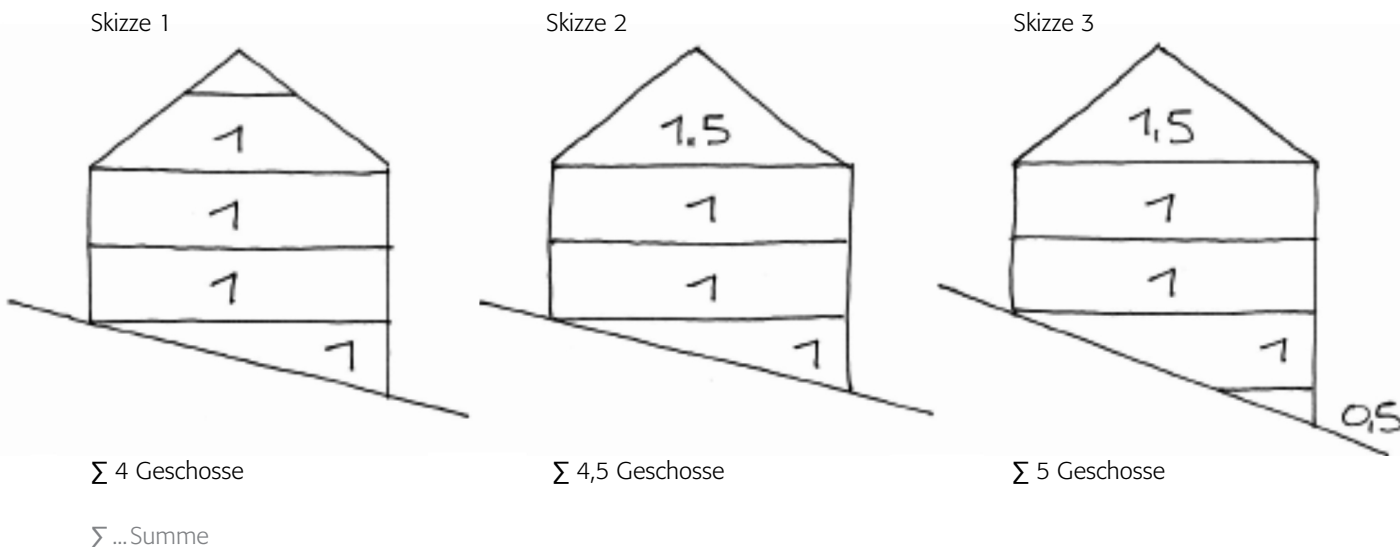 Skizze 1
1
1
1
1
∑ 4 Geschosse
Skizze 2
1.5
1
1
1
∑ 4,5 Geschosse
Skizze 3
1,5
1
1
1
0,5
∑ 5 Geschosse
∑ ... Summe